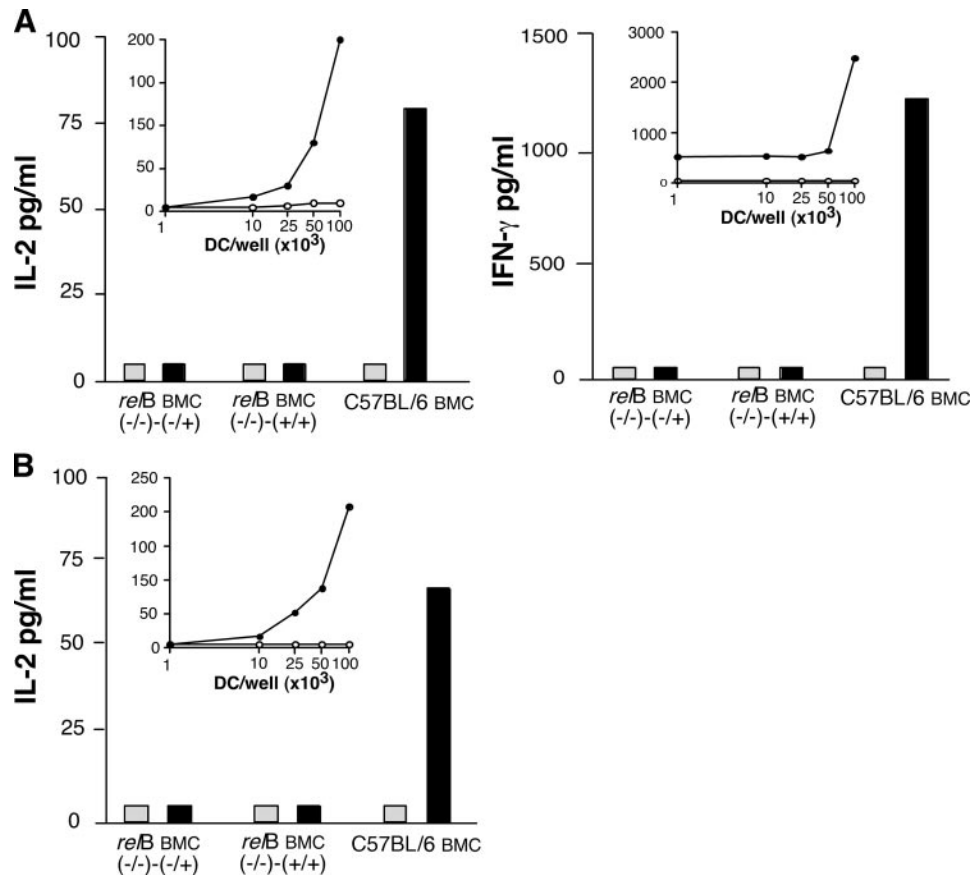 A
IL-2 pg/ml
100
75
50
25
0
200
100
150
50
0
1 10 25 50 100
DC/well (x10³)
relB BMC relB BMC C57BL/6 BMC
(-/-)-(-/+) (-/-)-(+/+)
IFN-γ pg/ml
1500
1000
500
0
3000
2000
1000
0
1 10 25 50 100
DC/well (x10³)
relB BMC relB BMC C57BL/6 BMC
(-/-)-(-/+) (-/-)-(+/+)
B
IL-2 pg/ml
100
75
50
25
0
250
200
100
150
50
0
1 10 25 50 100
DC/well (x10³)
relB BMC relB BMC C57BL/6 BMC
(-/-)-(-/+) (-/-)-(+/+)